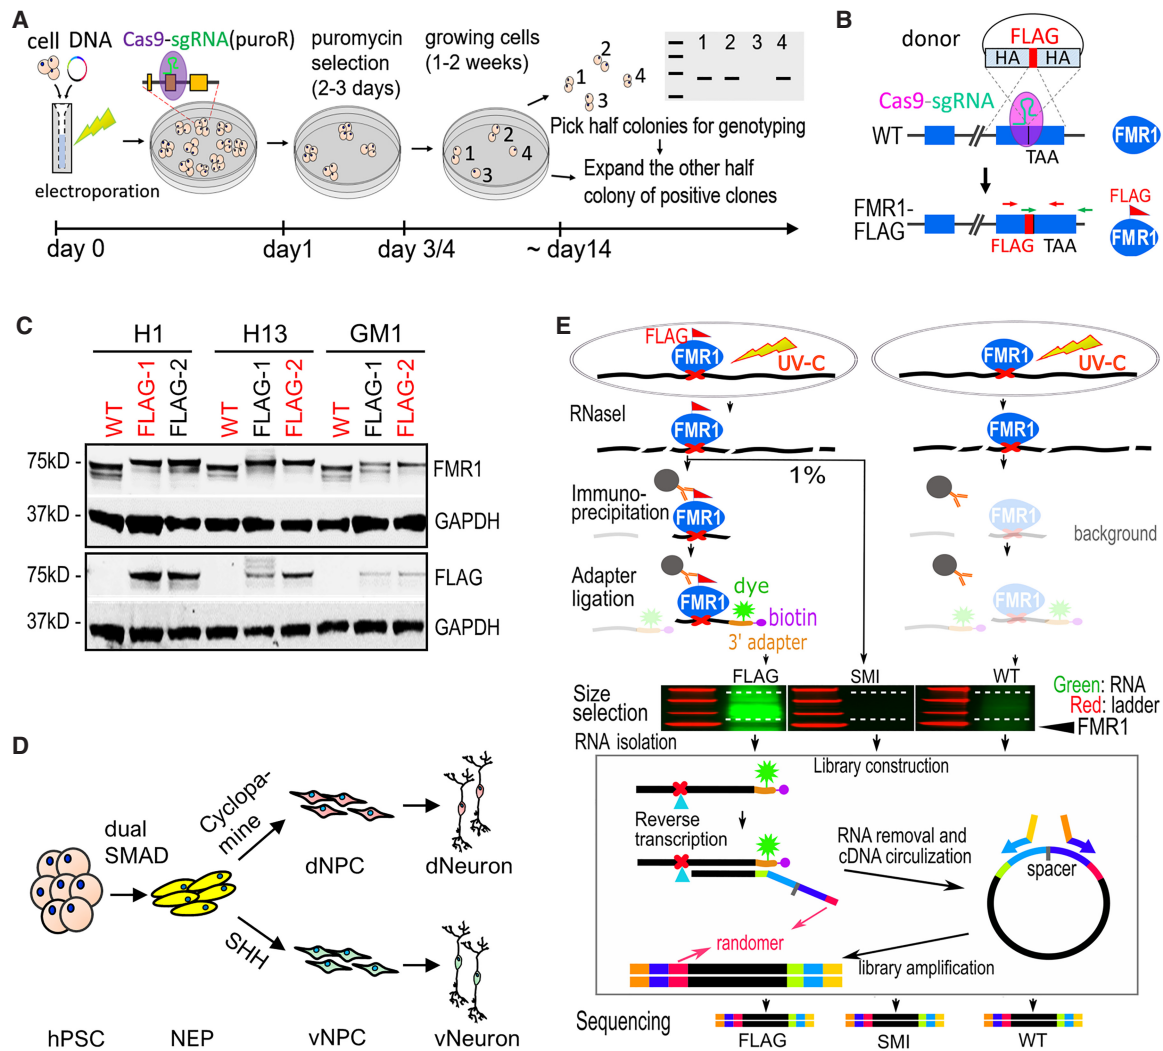 A
cell DNA Cas9-sgRNA(puroR)
puromycin
selection
(2-3 days)
growing cells
(1-2 weeks)
1
2
3
4
1 2 3 4
1
2
3
4
Pick half colonies for genotyping
Expand the other half
colony of positive clones
electroporation
day 0
day1
day 3/4
~ day14
B
donor
FLAG
HA HA
Cas9-sgRNA
WT
TAA
FMR1
FMR1-
FLAG
FLAG TAA
FLAG
FMR1
C
H1 H13 GM1
WT FLAG-1 FLAG-2 WT FLAG-1 FLAG-2 WT FLAG-1 FLAG-2
75kD - FMR1
37kD - GAPDH
75kD - FLAG
37kD - GAPDH
D
dual
SMAD
Cyclopa-
mine
SHH
dNPC dNeuron
hPSC NEP vNPC vNeuron
E
FLAG
FMR1
UV-C
FMR1
UV-C
RNaseI
FMR1
FMR1
1%
Immuno-
precipitation
FMR1
FMR1
background
Adapter
ligation
FMR1
dye
biotin
3' adapter
FMR1
Size
selection
FLAG SMI WT
Green: RNA
Red: ladder
FMR1
RNA isolation
Library construction
Reverse
transcription
RNA removal and
cDNA circulization
spacer
randomer
library amplification
Sequencing
FLAG SMI WT